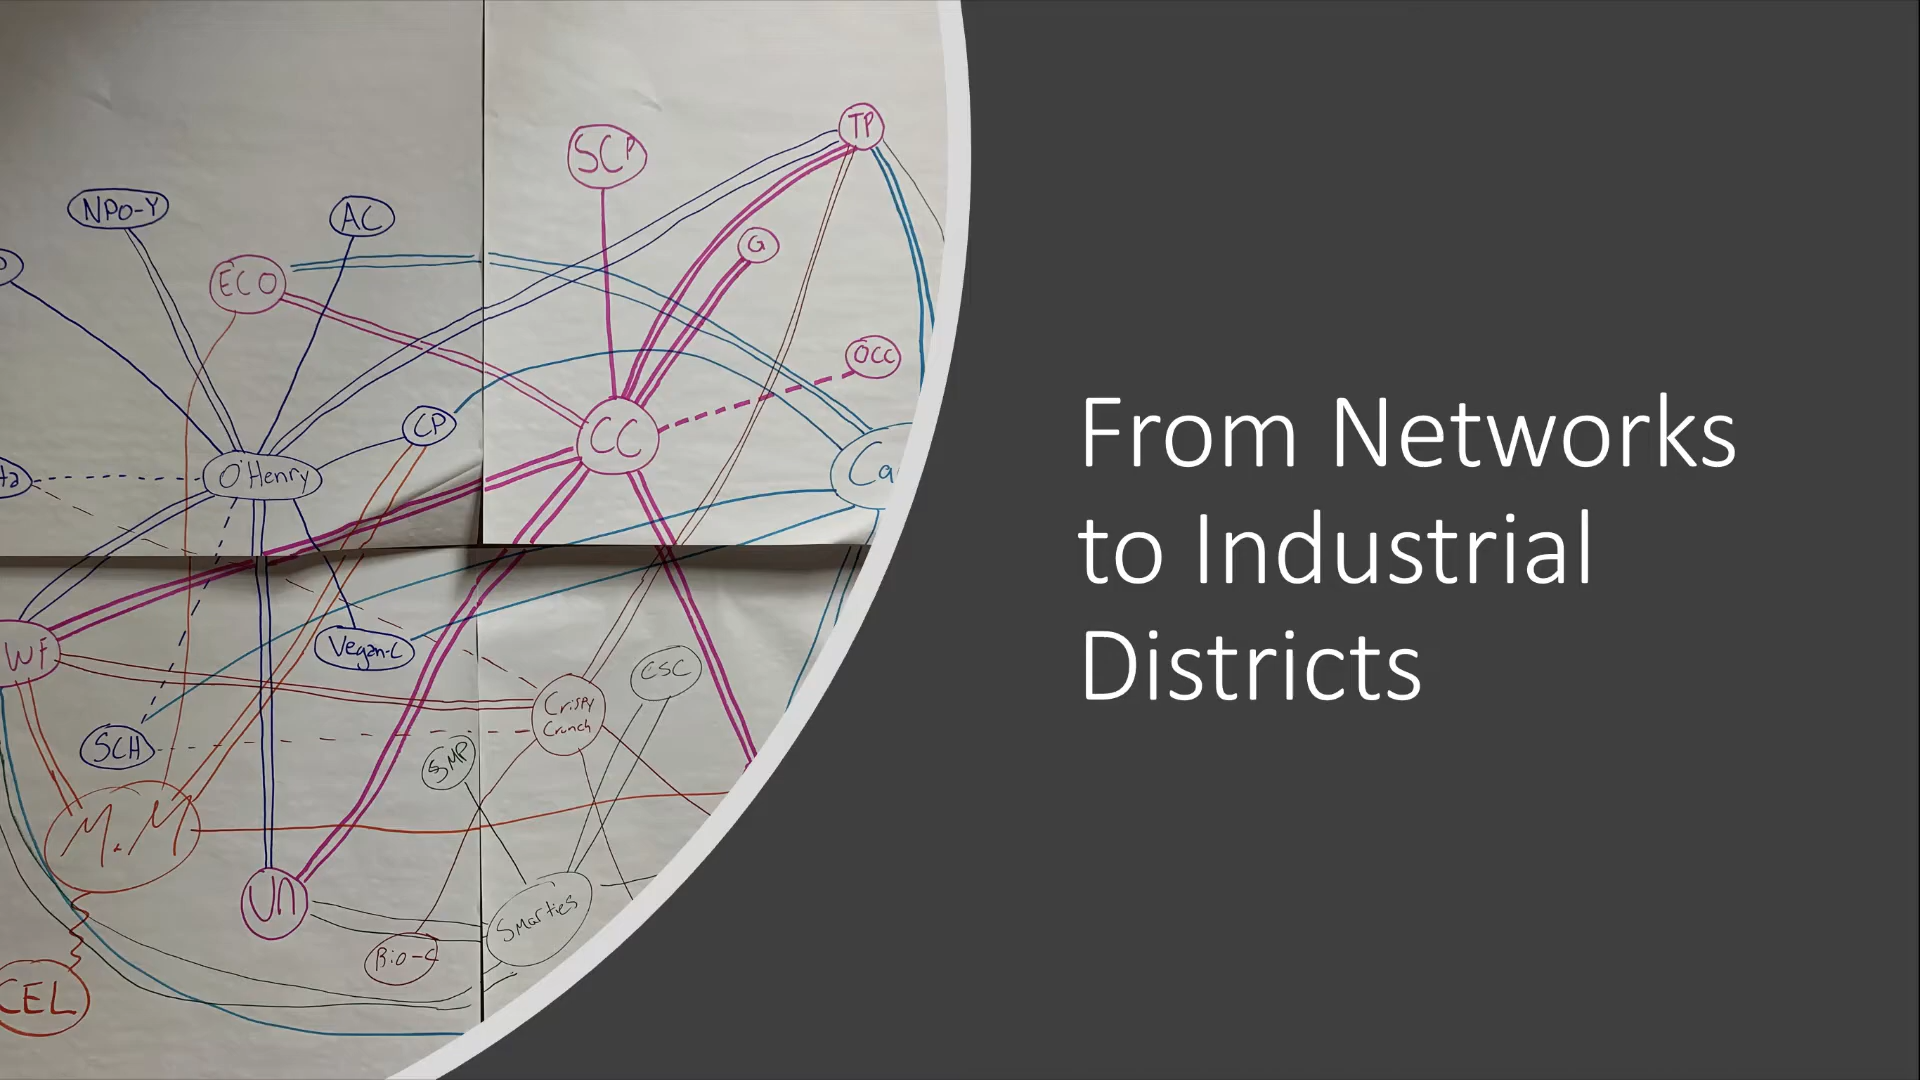 TP
SCP
NPO-Y
AC
G
ECO
OCC
CP
CC
O'Henry
Ca
Vegan-C
WF
CSC
Crispy
Crunch
SCH
SMP
M.M
Un
Smarties
Bio-C
CEL
From Networks
to Industrial
Districts